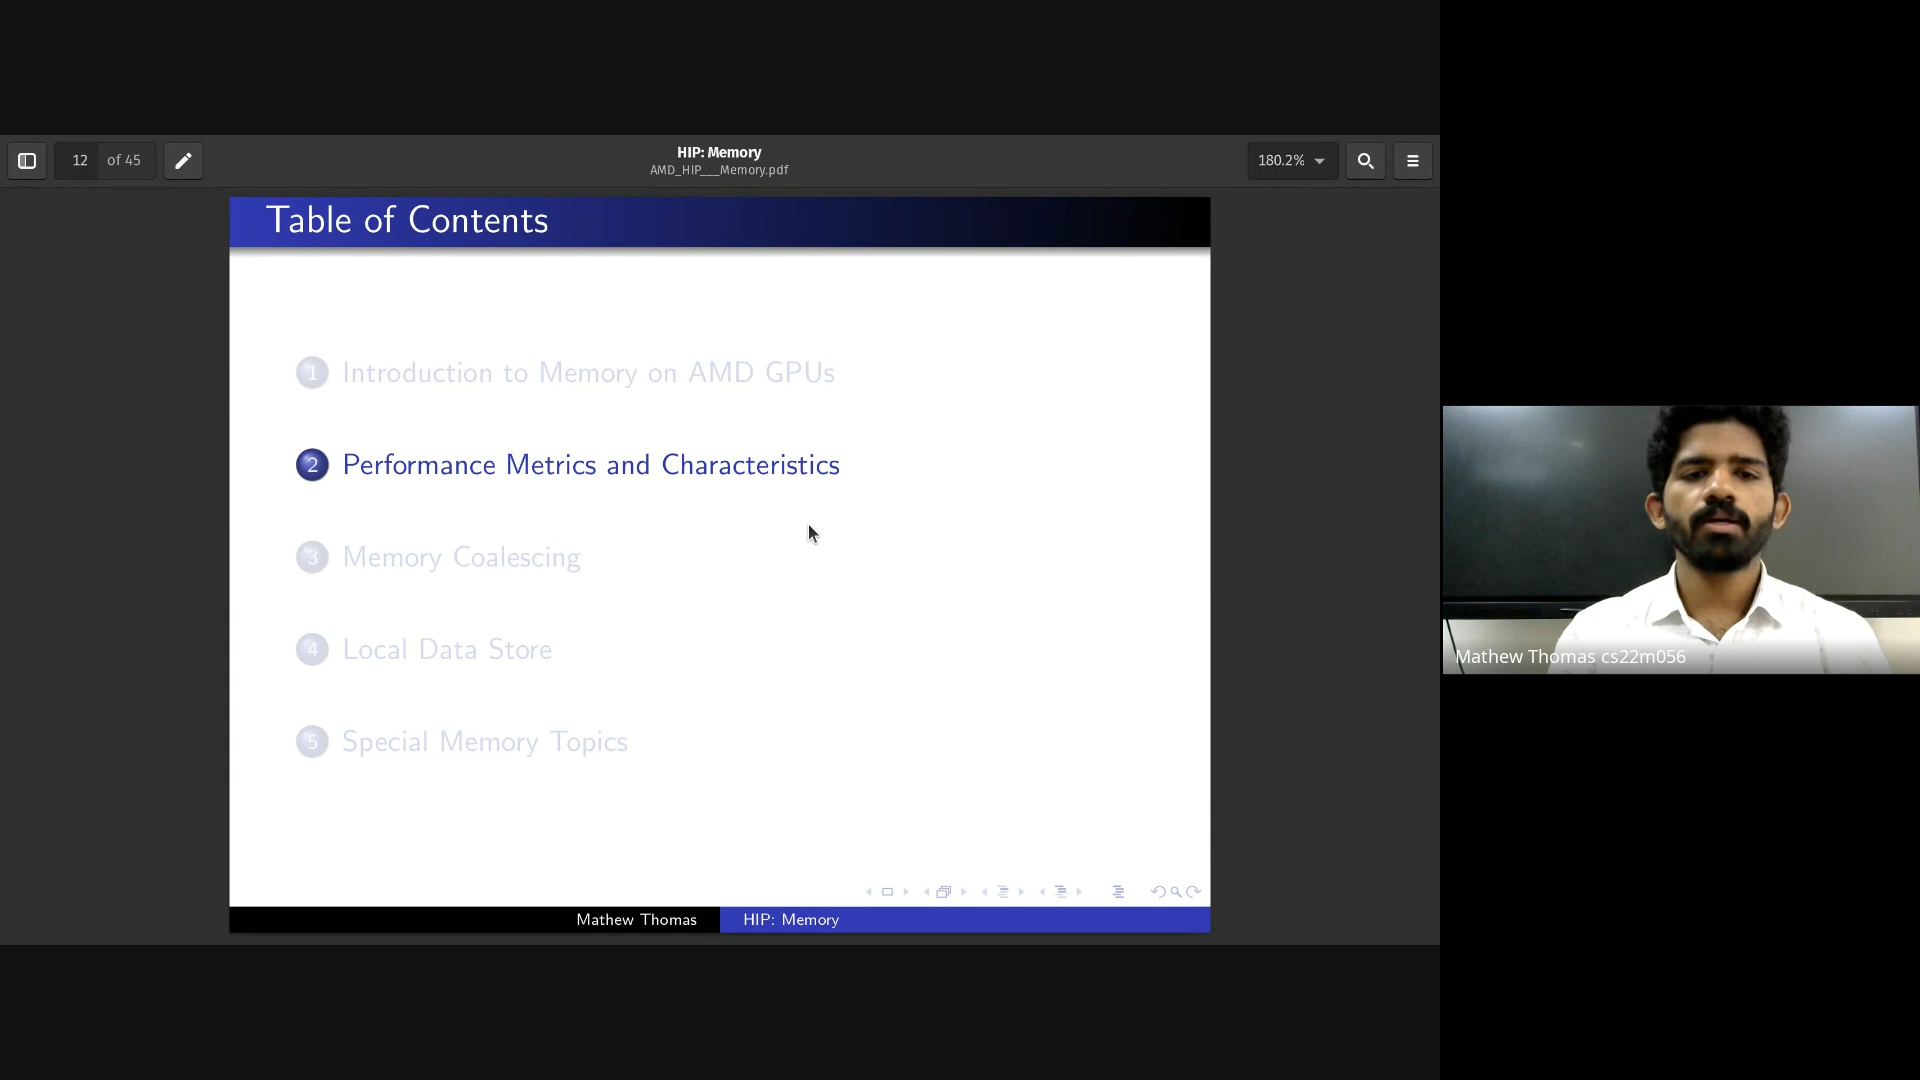 12 of 45
HIP: Memory
AMD_HIP___Memory.pdf
180.2%
Table of Contents
1 Introduction to Memory on AMD GPUs
2 Performance Metrics and Characteristics
3 Memory Coalescing
4 Local Data Store
5 Special Memory Topics
Mathew Thomas HIP: Memory
Mathew Thomas cs22m056